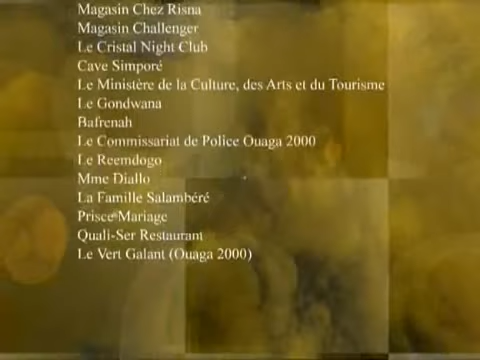 Magasin Chez Risna
Magasin Challenger
Le Cristal Night Club
Cave Simporé
Le Ministère de la Culture, des Arts et du Tourisme
Le Gondwana
Bafrenah
Le Commissariat de Police Ouaga 2000
Le Reemdogo
Mme Diallo
La Famille Salambéré
Prisce Mariage
Quali-Ser Restaurant
Le Vert Galant (Ouaga 2000)